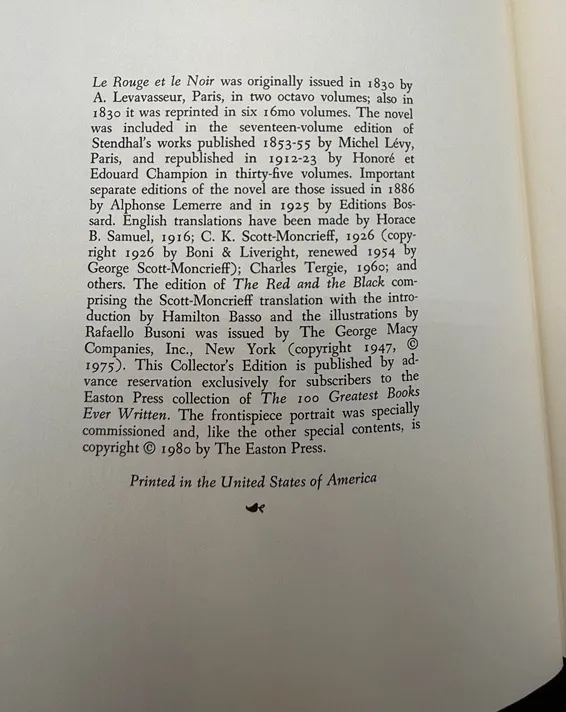 Le Rouge et le Noir was originally issued in 1830 by
A. Levavasseur, Paris, in two octavo volumes; also in
1830 it was reprinted in six 16mo volumes. The novel
was included in the seventeen-volume edition of
Stendhal's works published 1853-55 by Michel Lévy,
Paris, and republished in 1912-23 by Honoré et
Edouard Champion in thirty-five volumes. Important
separate editions of the novel are those issued in 1886
by Alphonse Lemerre and in 1925 by Editions Bos-
sard. English translations have been made by Horace
B. Samuel, 1916; C. K. Scott-Moncrieff, 1926 (copy-
right 1926 by Boni & Liveright, renewed 1954 by
George Scott-Moncrieff); Charles Tergie, 1960; and
others. The edition of The Red and the Black com-
prising the Scott-Moncrieff translation with the intro-
duction by Hamilton Basso and the illustrations by
Rafaello Busoni was issued by The George Macy
Companies, Inc., New York (copyright 1947, ©
1975). This Collector's Edition is published by ad-
vance reservation exclusively for subscribers to the
Easton Press collection of The 100 Greatest Books
Ever Written. The frontispiece portrait was specially
commissioned and, like the other special contents, is
copyright © 1980 by The Easton Press.
Printed in the United States of America